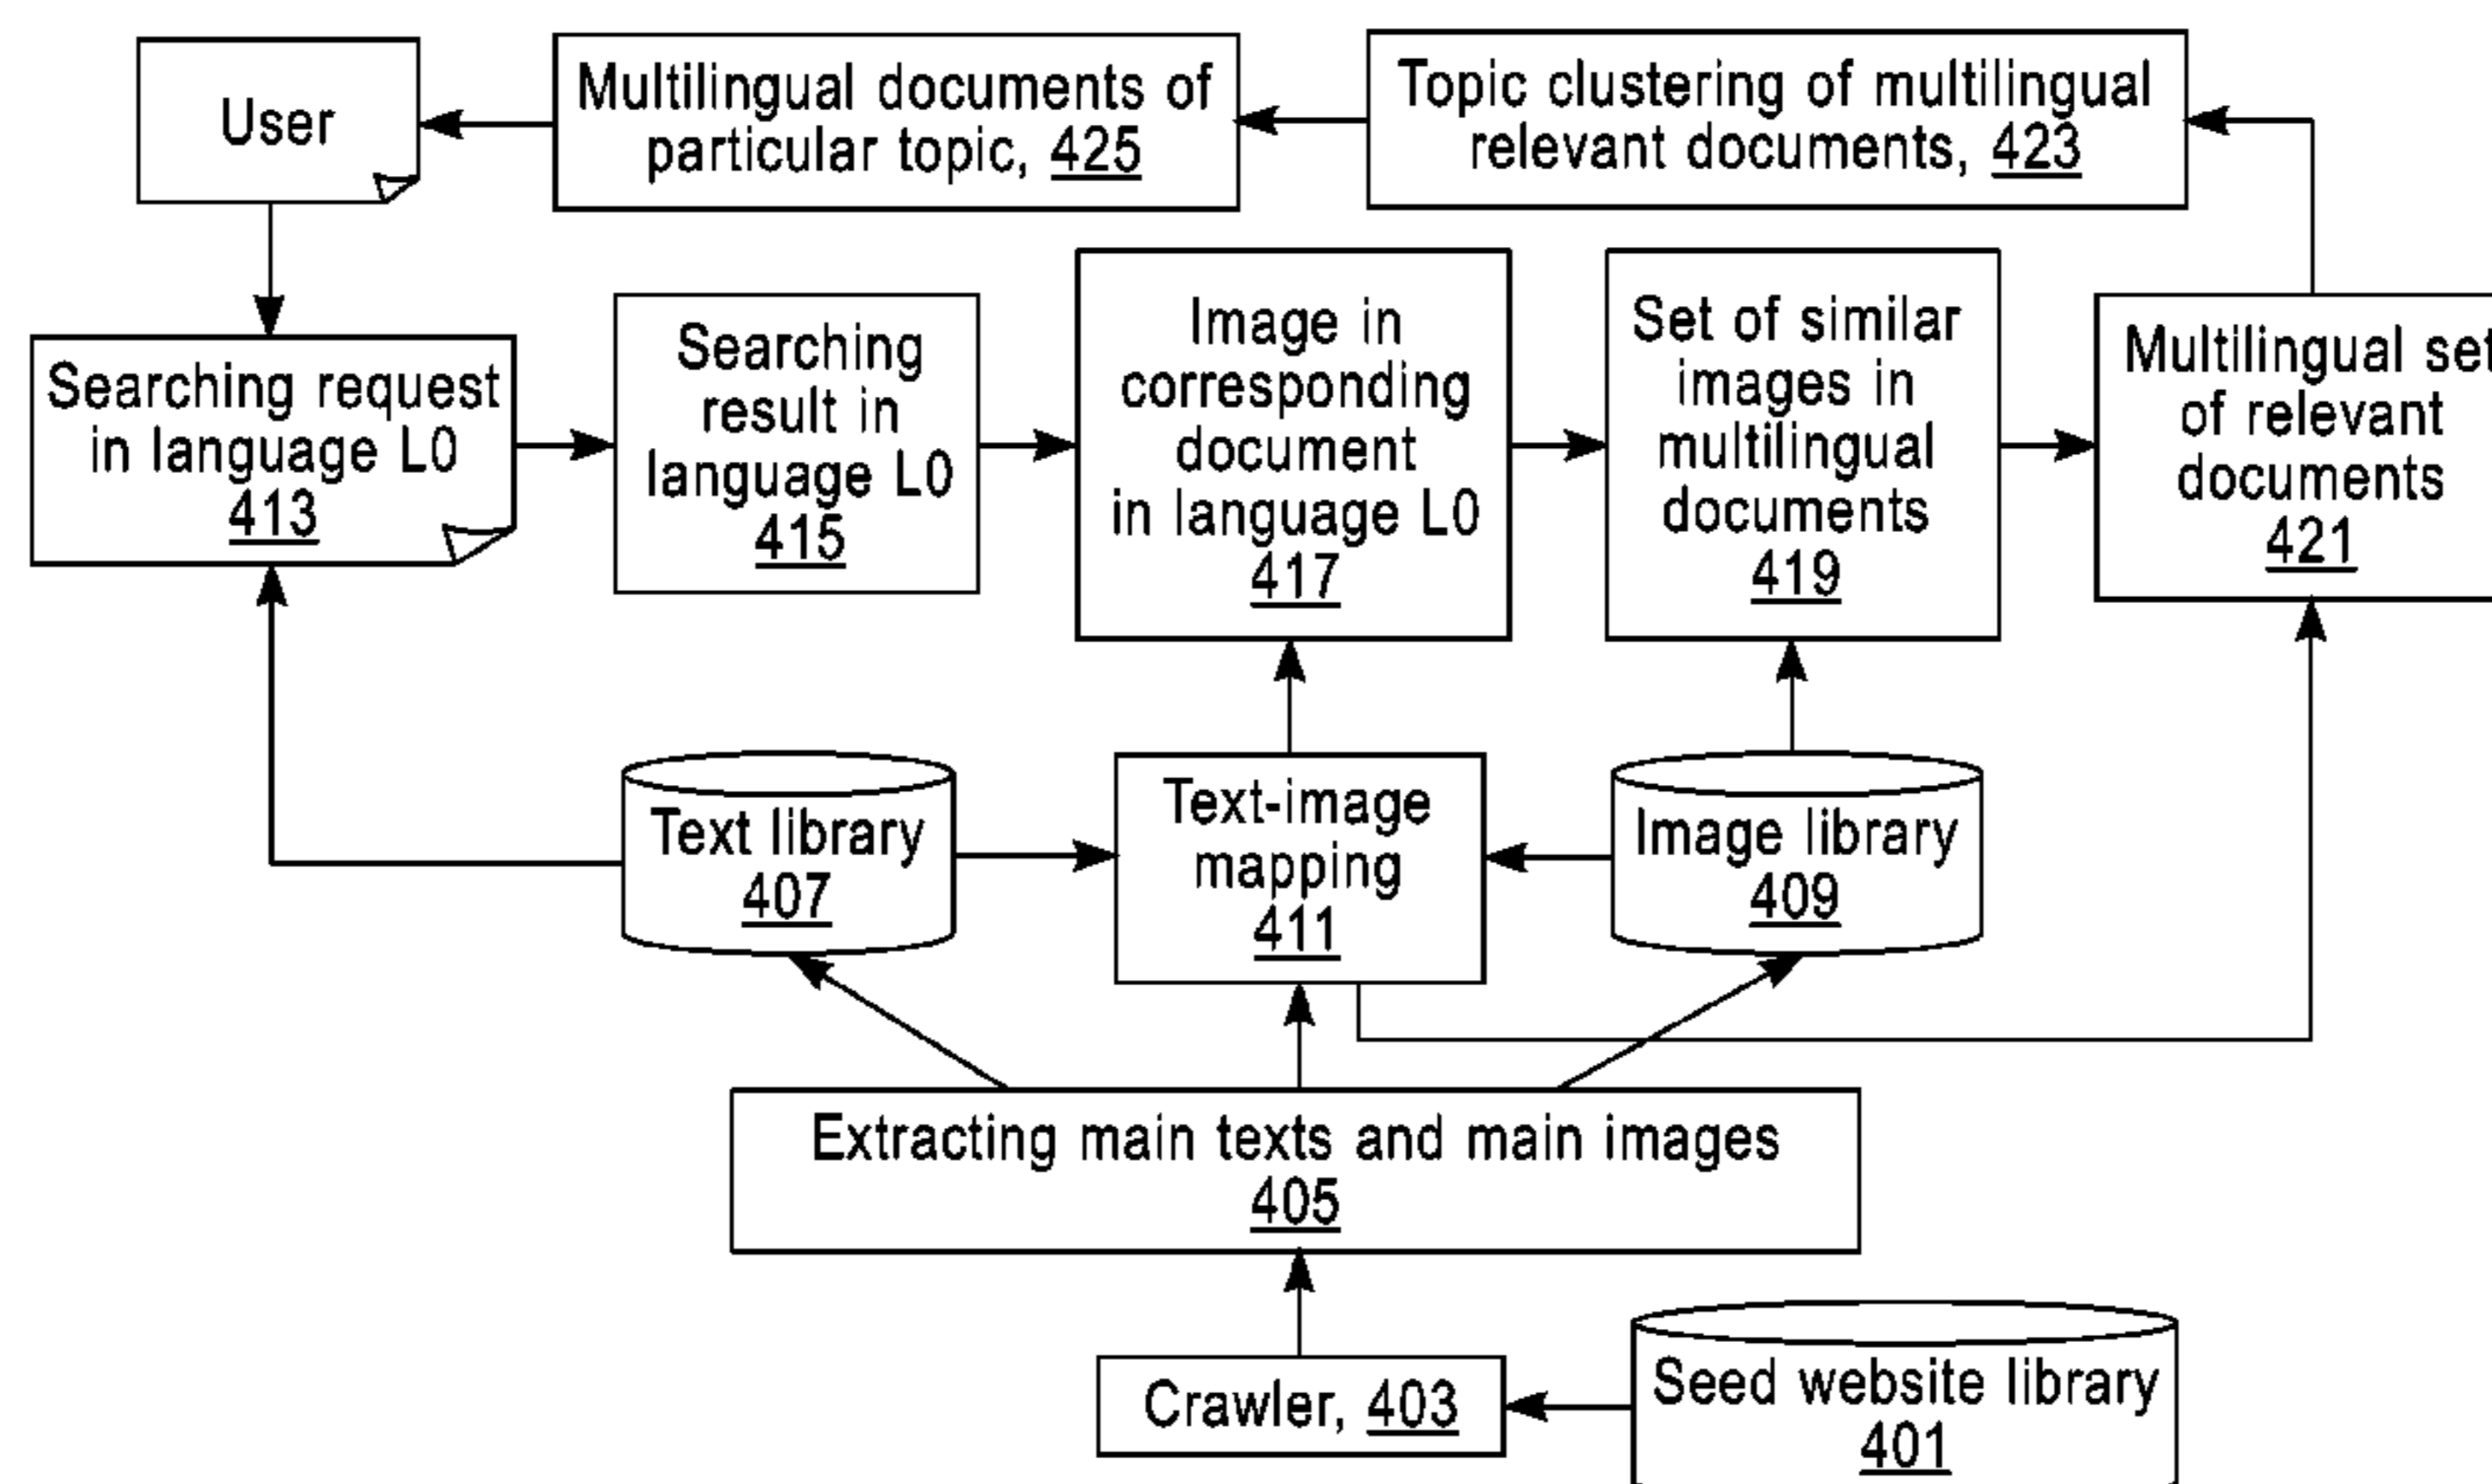 User
Multilingual documents of
particular topic, 425
Topic clustering of multilingual
relevant documents, 423
Searching request
in language L0
413
Searching
result in
language L0
415
Image in
corresponding
document
in language L0
417
Set of similar
images in
multilingual
documents
419
Multilingual set
of relevant
documents
421
Text library
407
Text-image
mapping
411
Image library
409
Extracting main texts and main images
405
Crawler, 403
Seed website library
401